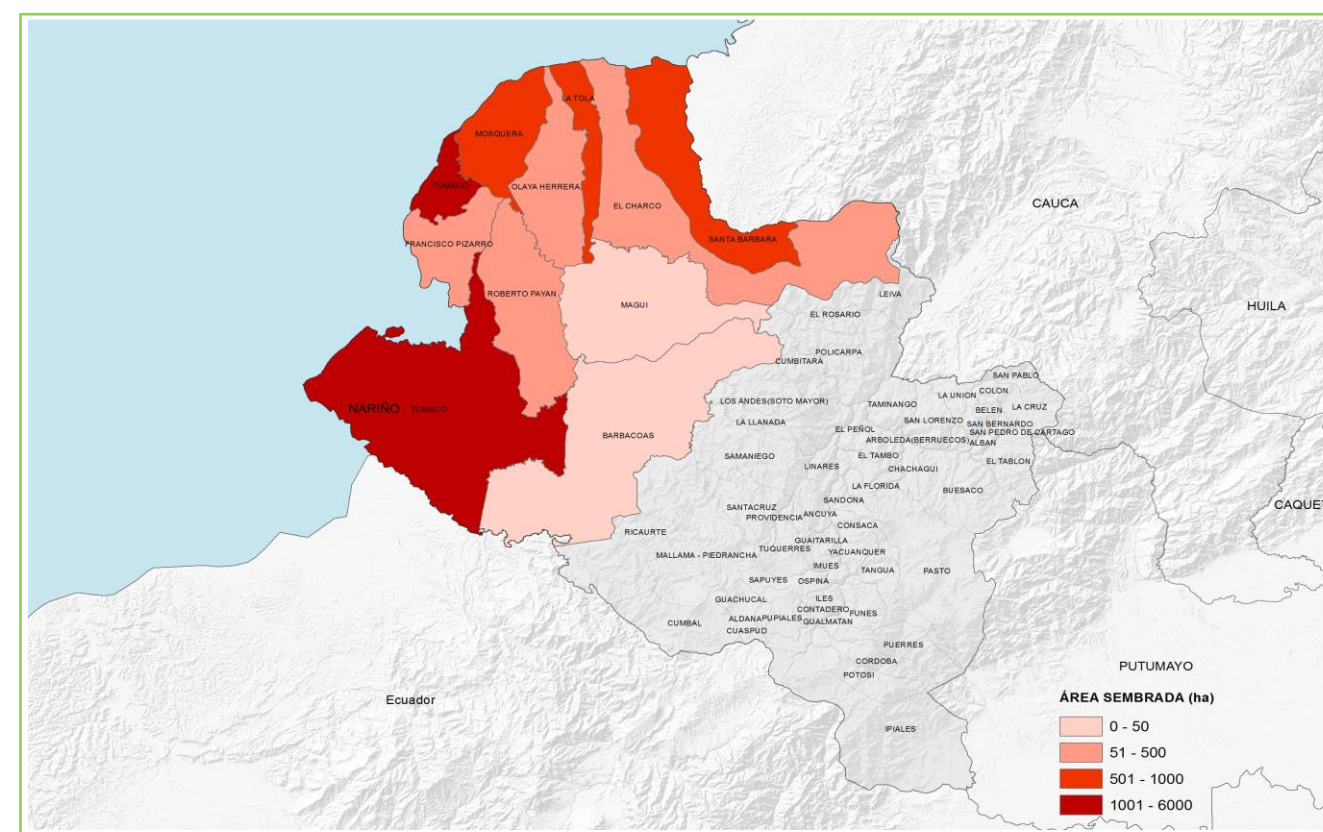 LA TOLA
MOSQUERA
TUMACO
OLAYA HERRERA
EL CHARCO
CAUCA
FRANCISCO PIZARRO
SANTA BARBARA
ROBERTO PAYAN
MAGUI
LEIVA
HUILA
EL ROSARIO
POLICARPA
CUMBITARA
SAN PABLO
NARIÑO
TUMACO
LOS ANDES(SOTO MAYOR)
TAMINANGO
LA UNION
COLON
BELEN
LA CRUZ
LA LLANADA
EL PEÑOL
SAN LORENZO
SAN BERNARDO
SAN PEDRO DE CARTAGO
BARBACOAS
ARBOLEDA(BERRUECOS)
ALBAN
SAMANIEGO
LINARES
EL TAMBO
CHACHAGUI
EL TABLON
LA FLORIDA
BUESACO
SANDONA
SANTACRUZ
PROVIDENCIA
ANCUYA
CONSACA
CAQUET
RICAURTE
GUAITARILLA
MALLAMA - PIEDRANCHA
TUQUERRES
YACUANQUER
IMUES
TANGUA
PASTO
SAPUYES
OSPINA
GUACHUCAL
ILES
CONTADERO
FUNES
CUMBAL
ALDANA
PUPIALES
GUALMATAN
CUASPUD
PUERRES
CORDOBA
POTOSI
PUTUMAYO
Ecuador
IPIALES
ÁREA SEMBRADA (ha)
0 - 50
51 - 500
501 - 1000
1001 - 6000